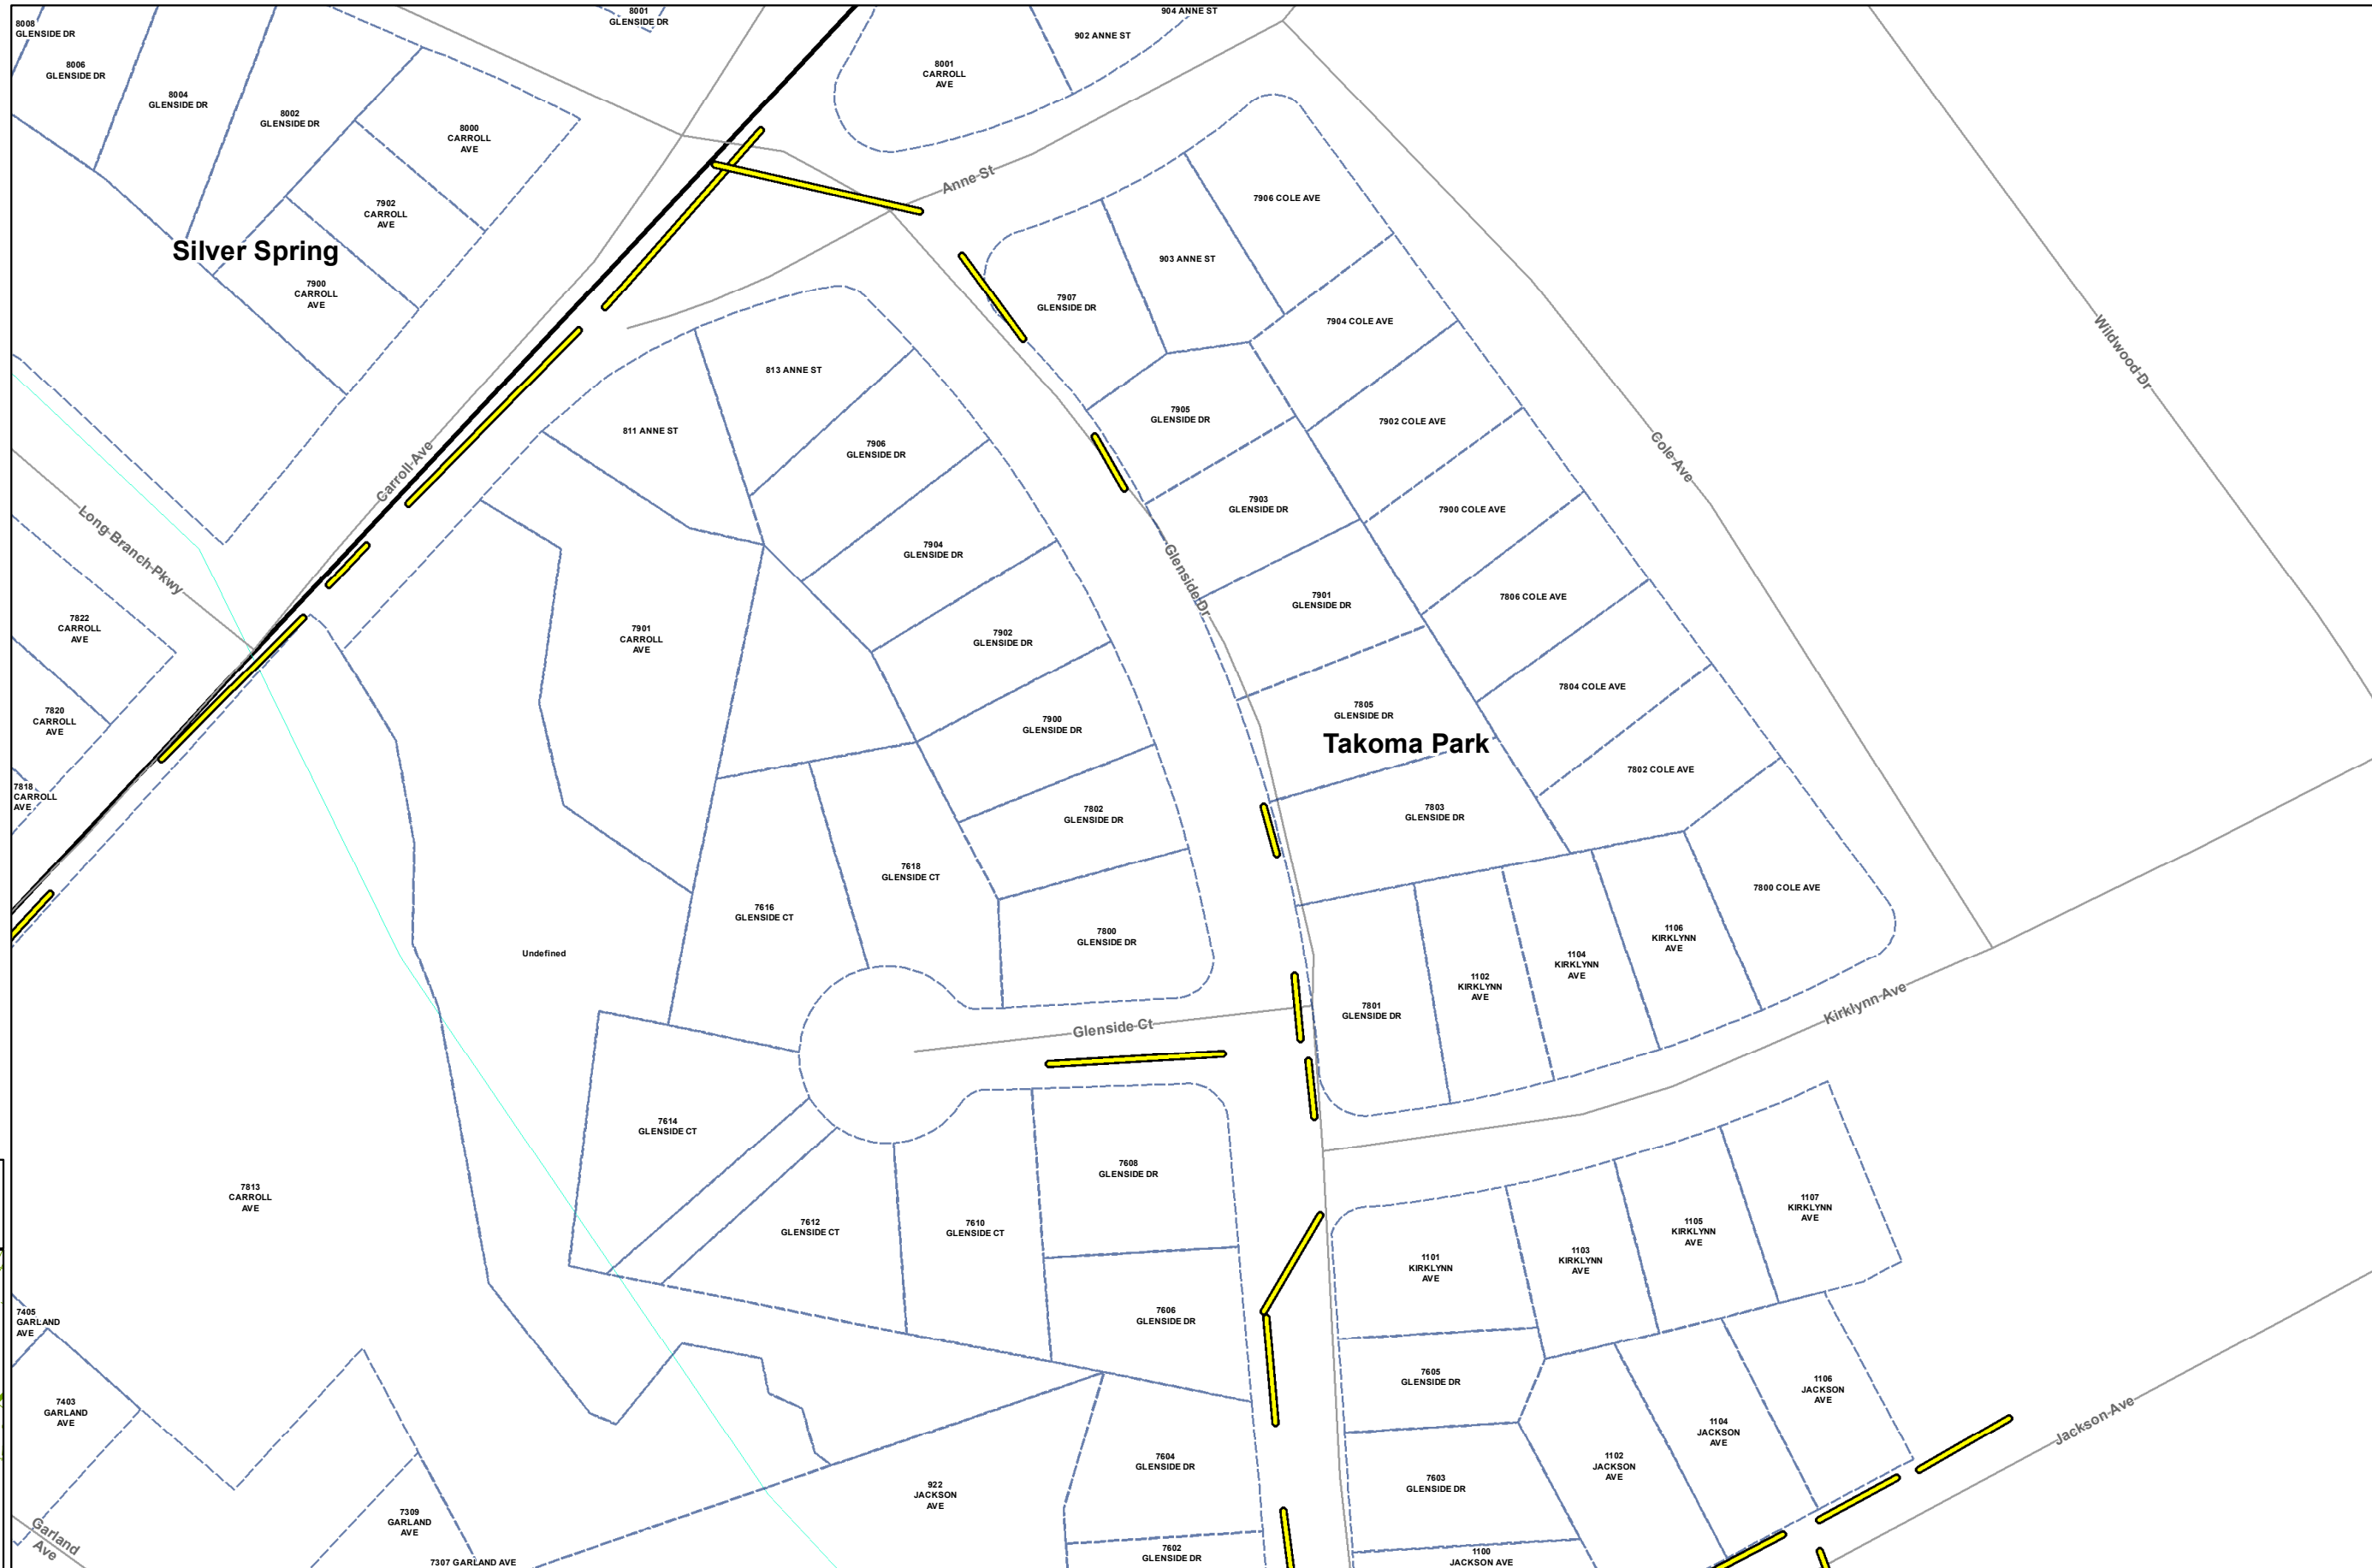 8008
GLENSIDE DR
8001
GLENSIDE DR
904 ANNE ST
902 ANNE ST
8006
GLENSIDE DR
8004
GLENSIDE DR
8002
GLENSIDE DR
8000
CARROLL
AVE
8001
CARROLL
AVE
7902
CARROLL
AVE
Silver Spring
7900
CARROLL
AVE
Anne St
7906 COLE AVE
903 ANNE ST
7907
GLENSIDE DR
7904 COLE AVE
Wildwood Dr
813 ANNE ST
811 ANNE ST
7906
GLENSIDE DR
7905
GLENSIDE DR
7902 COLE AVE
Cole Ave
Carroll Ave
Long Branch Pkwy
7903
GLENSIDE DR
7900 COLE AVE
7904
GLENSIDE DR
Glenside Dr
7901
GLENSIDE DR
7806 COLE AVE
7822
CARROLL
AVE
7901
CARROLL
AVE
7902
GLENSIDE DR
7804 COLE AVE
7820
CARROLL
AVE
7900
GLENSIDE DR
7805
GLENSIDE DR
Takoma Park
7802 COLE AVE
7818
CARROLL
AVE
7802
GLENSIDE DR
7803
GLENSIDE DR
7618
GLENSIDE CT
7616
GLENSIDE CT
7800 COLE AVE
7800
GLENSIDE DR
1106
KIRKLYNN
AVE
1104
KIRKLYNN
AVE
1102
KIRKLYNN
AVE
Undefined
7801
GLENSIDE DR
Kirklynn Ave
Glenside Ct
7614
GLENSIDE CT
7608
GLENSIDE DR
7813
CARROLL
AVE
7612
GLENSIDE CT
7610
GLENSIDE CT
1107
KIRKLYNN
AVE
1105
KIRKLYNN
AVE
1103
KIRKLYNN
AVE
1101
KIRKLYNN
AVE
7405
GARLAND
AVE
7606
GLENSIDE DR
7605
GLENSIDE DR
7403
GARLAND
AVE
1106
JACKSON
AVE
1104
JACKSON
AVE
Jackson Ave
7604
GLENSIDE DR
1102
JACKSON
AVE
7603
GLENSIDE DR
922
JACKSON
AVE
7309
GARLAND
AVE
Garland
Ave
7307 GARLAND AVE
7602
GLENSIDE DR
1100
JACKSON AVE